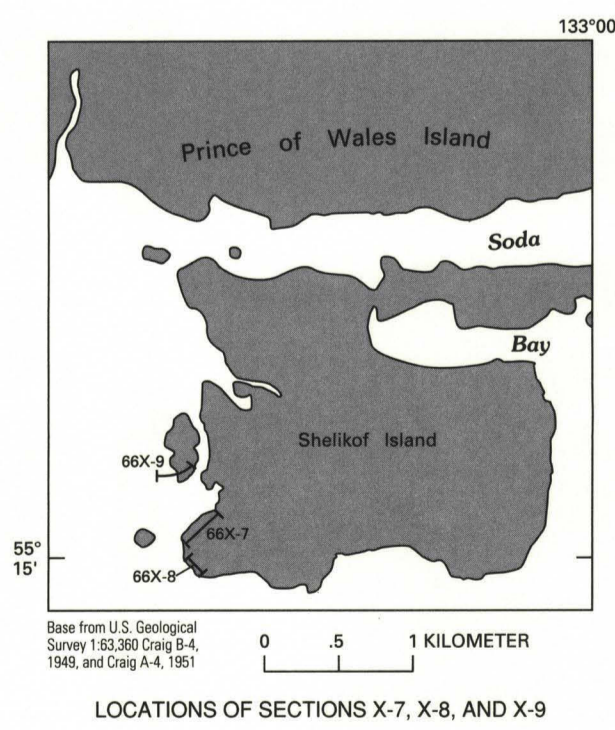 133°00
Prince of Wales Island
Soda
Bay
Shelikof Island
66X-9
66X-7
55°
15'
66X-8
Base from U.S. Geological
Survey 1:63,360 Craig B-4,
1949, and Craig A-4, 1951
0 .5 1 KILOMETER
LOCATIONS OF SECTIONS X-7, X-8, AND X-9